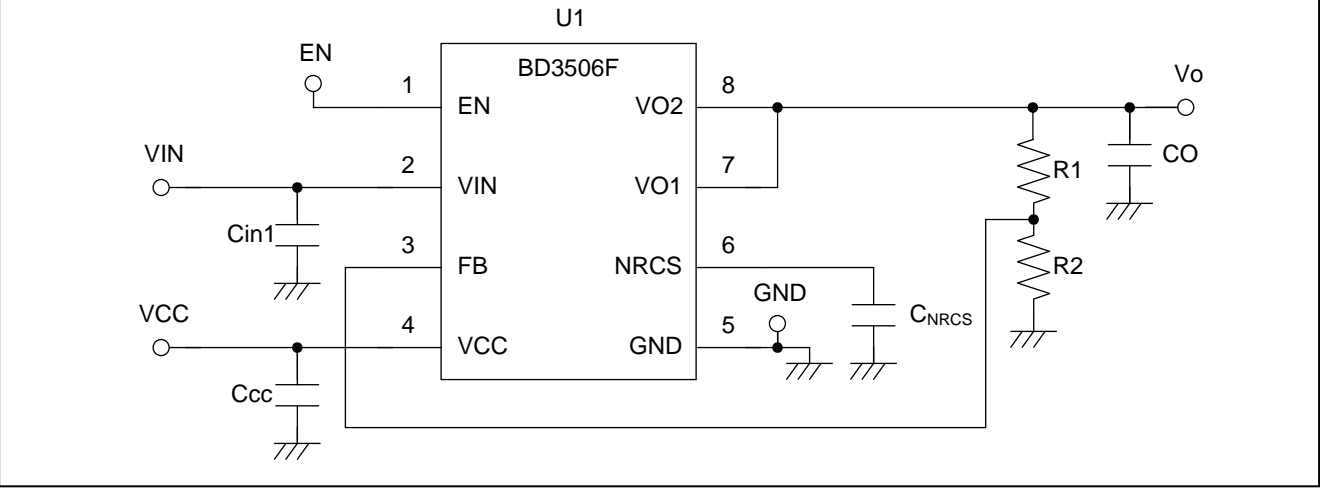 U1
EN
BD3506F
1
EN
VO2
8
Vo
VIN
2
VIN
VO1
7
R1
CO
Cin1
3
FB
NRCS
6
R2
VCC
GND
4
VCC
GND
5
CNRCS
Ccc